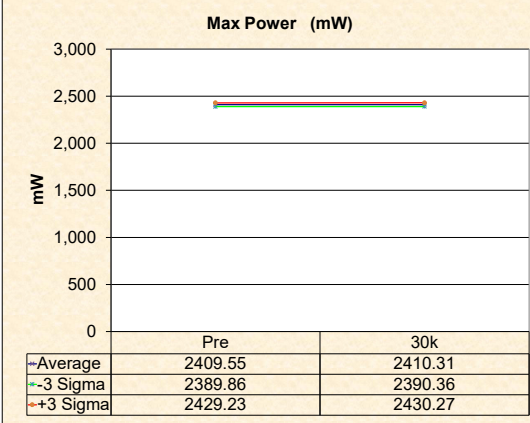 Max Power (mW)
3,000
2,500
2,000
1,500
1,000
500
0
mW
Pre 30k
Average 2409.55 2410.31
-3 Sigma 2389.86 2390.36
+3 Sigma 2429.23 2430.27